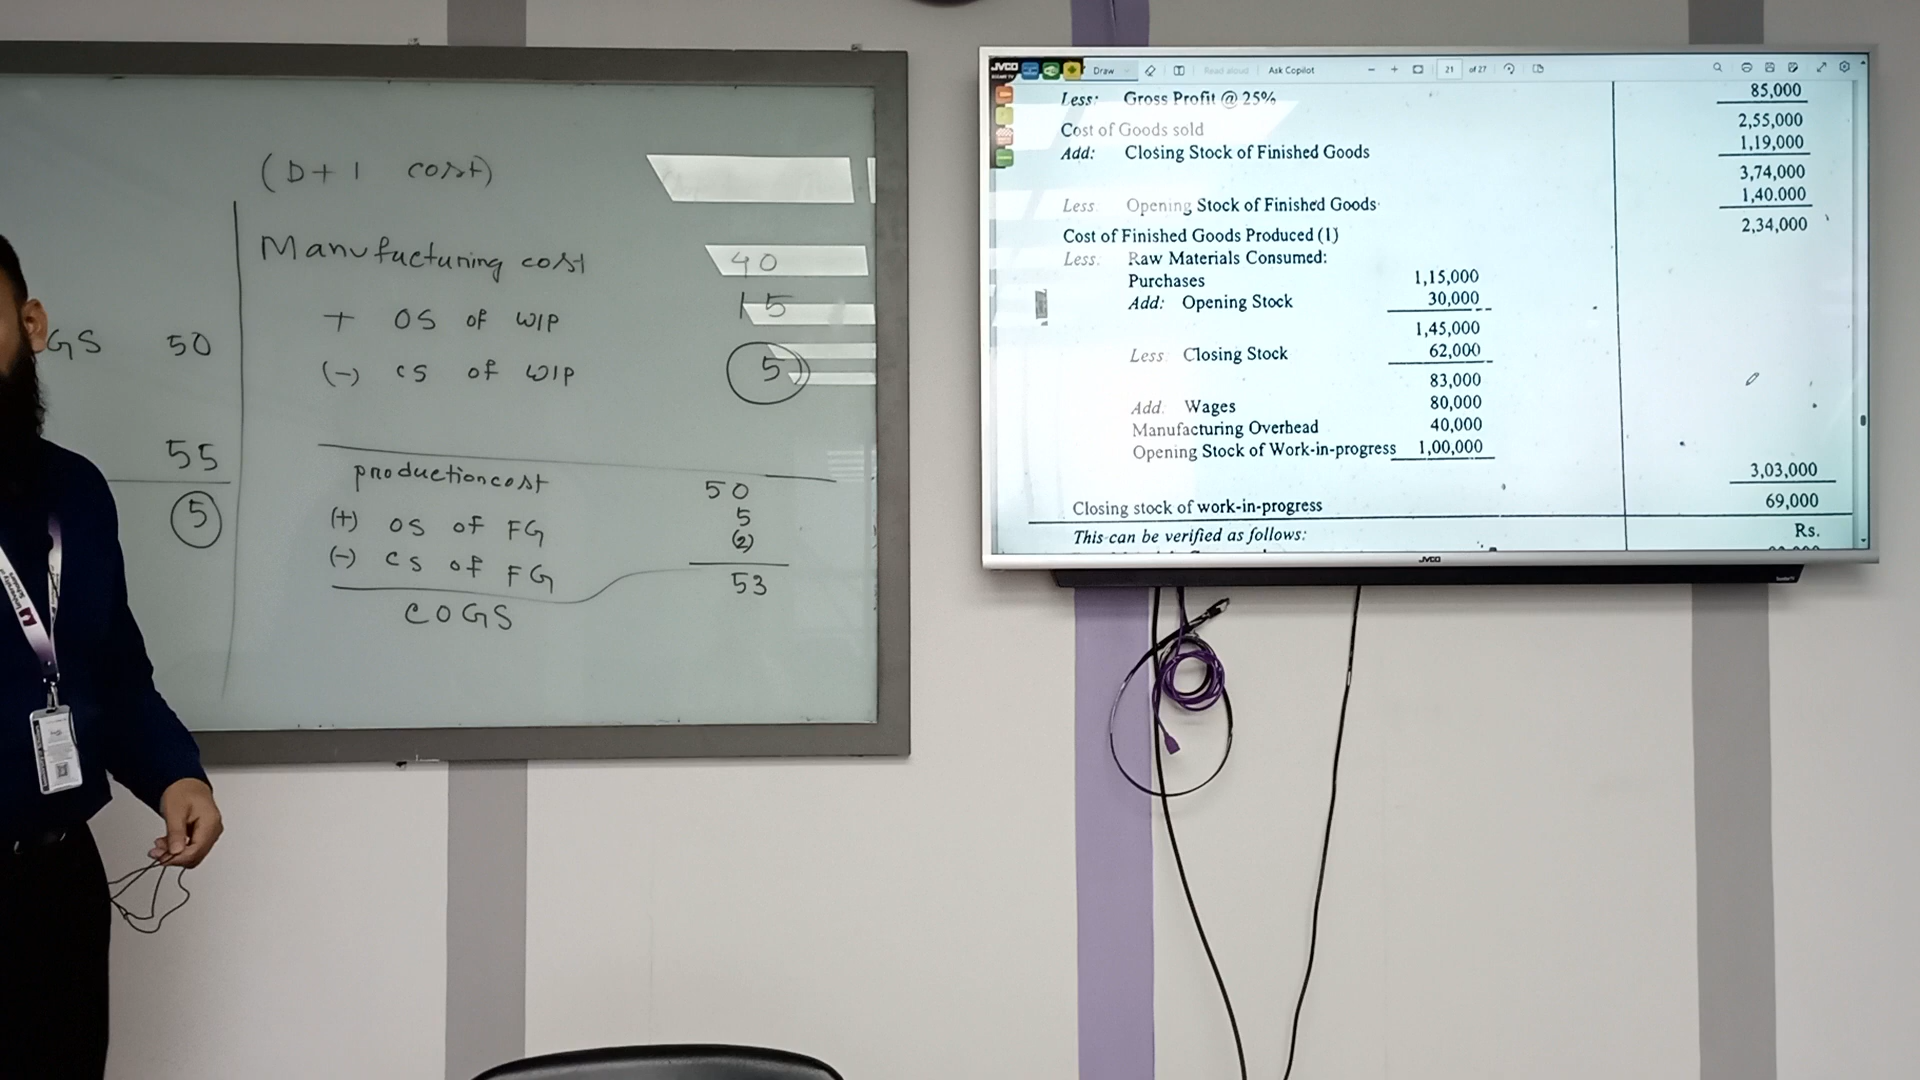 (D+I cost)
Manufacturing cost 40
+ OS of WIP 15
(-) CS of WIP 5
production cost 50
(+) OS of FG 5
(-) CS of FG (2)
COGS 53
GS 50
55
5
JVCO
Draw
Read aloud
Ask Copilot
21 of 27
Less: Gross Profit @ 25% 85,000
Cost of Goods sold 2,55,000
Add: Closing Stock of Finished Goods 1,19,000
3,74,000
Less: Opening Stock of Finished Goods 1,40.000
Cost of Finished Goods Produced (1) 2,34,000
Less: Raw Materials Consumed:
Purchases 1,15,000
Add: Opening Stock 30,000
1,45,000
Less: Closing Stock 62,000
83,000
Add: Wages 80,000
Manufacturing Overhead 40,000
Opening Stock of Work-in-progress 1,00,000
3,03,000
Closing stock of work-in-progress 69,000
This can be verified as follows: Rs.
JVCO